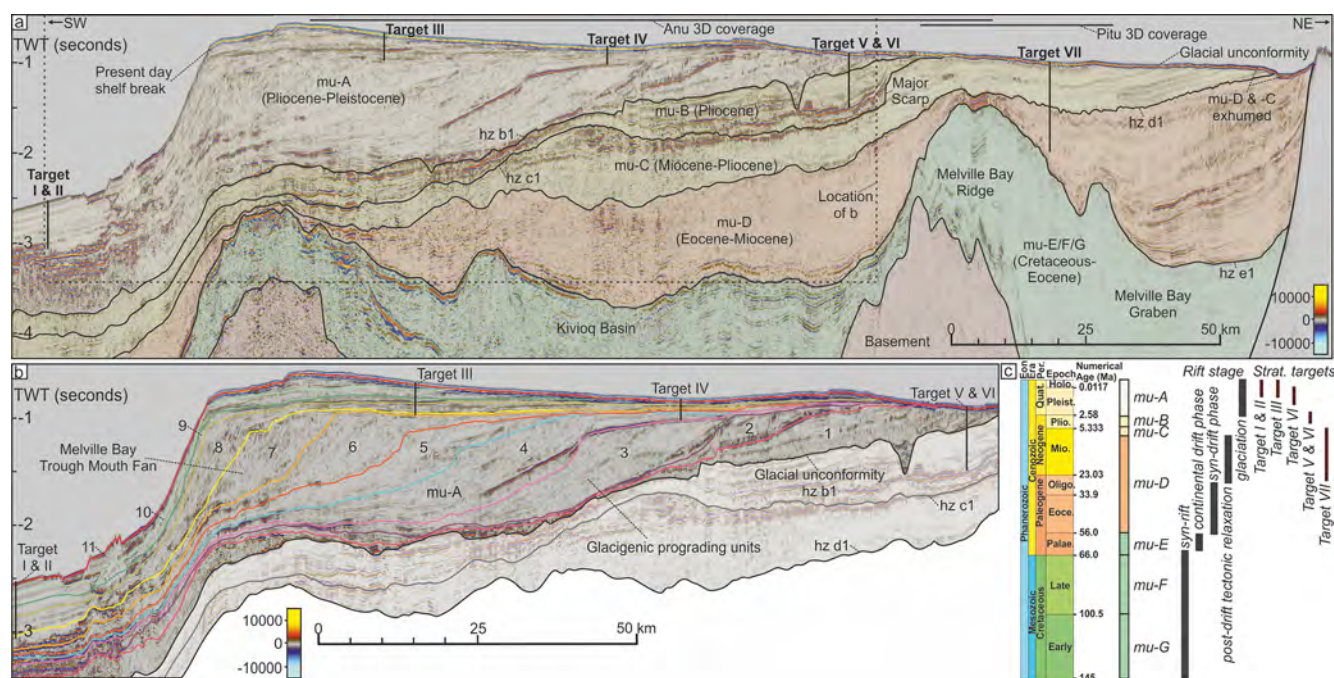 a
SW
NE
TWT (seconds)
Anu 3D coverage
Pitu 3D coverage
Target III
Target IV
Target V & VI
Target VII
Glacial unconformity
Present day
shelf break
mu-A
(Pliocene-Pleistocene)
mu-B (Pliocene)
Major
Scarp
mu-D & -C
exhumed
hz b1
hz c1
hz d1
mu-C (Miocene-Pliocene)
Target
I & II
Melville Bay
Ridge
Location
of b
mu-D
(Eocene-Miocene)
mu-E/F/G
(Cretaceous-
Eocene)
hz e1
Melville Bay
Graben
Kivioq Basin
Basement
-1
-2
-3
-4
10000
0
-10000
0
25
50 km
b
TWT (seconds)
Target III
Target IV
Target V & VI
-1
-2
-3
9
8
7
6
5
4
3
2
1
10
11
Melville Bay
Trough Mouth Fan
mu-A
Glacial unconformity
hz b1
hz c1
hz d1
Glacigenic prograding units
Target
I & II
10000
0
-10000
0
25
50 km
c
Eon
Era
Per.
Epoch
Numerical
Age (Ma)
Rift stage
Strat. targets
Phanerozoic
Cenozoic
Mesozoic
Quat.
Neogene
Paleogene
Cretaceous
Holo.
Pleist.
Plio.
Mio.
Oligo.
Eoce.
Palae.
Late
Early
0.0117
2.58
5.333
23.03
33.9
56.0
66.0
100.5
145
mu-A
mu-B
mu-C
mu-D
mu-E
mu-F
mu-G
syn-rift
continental drift phase
syn-drift phase
post-drift tectonic relaxation
glaciation
Target I & II
Target III
Target VI
Target V & VI
Target VII